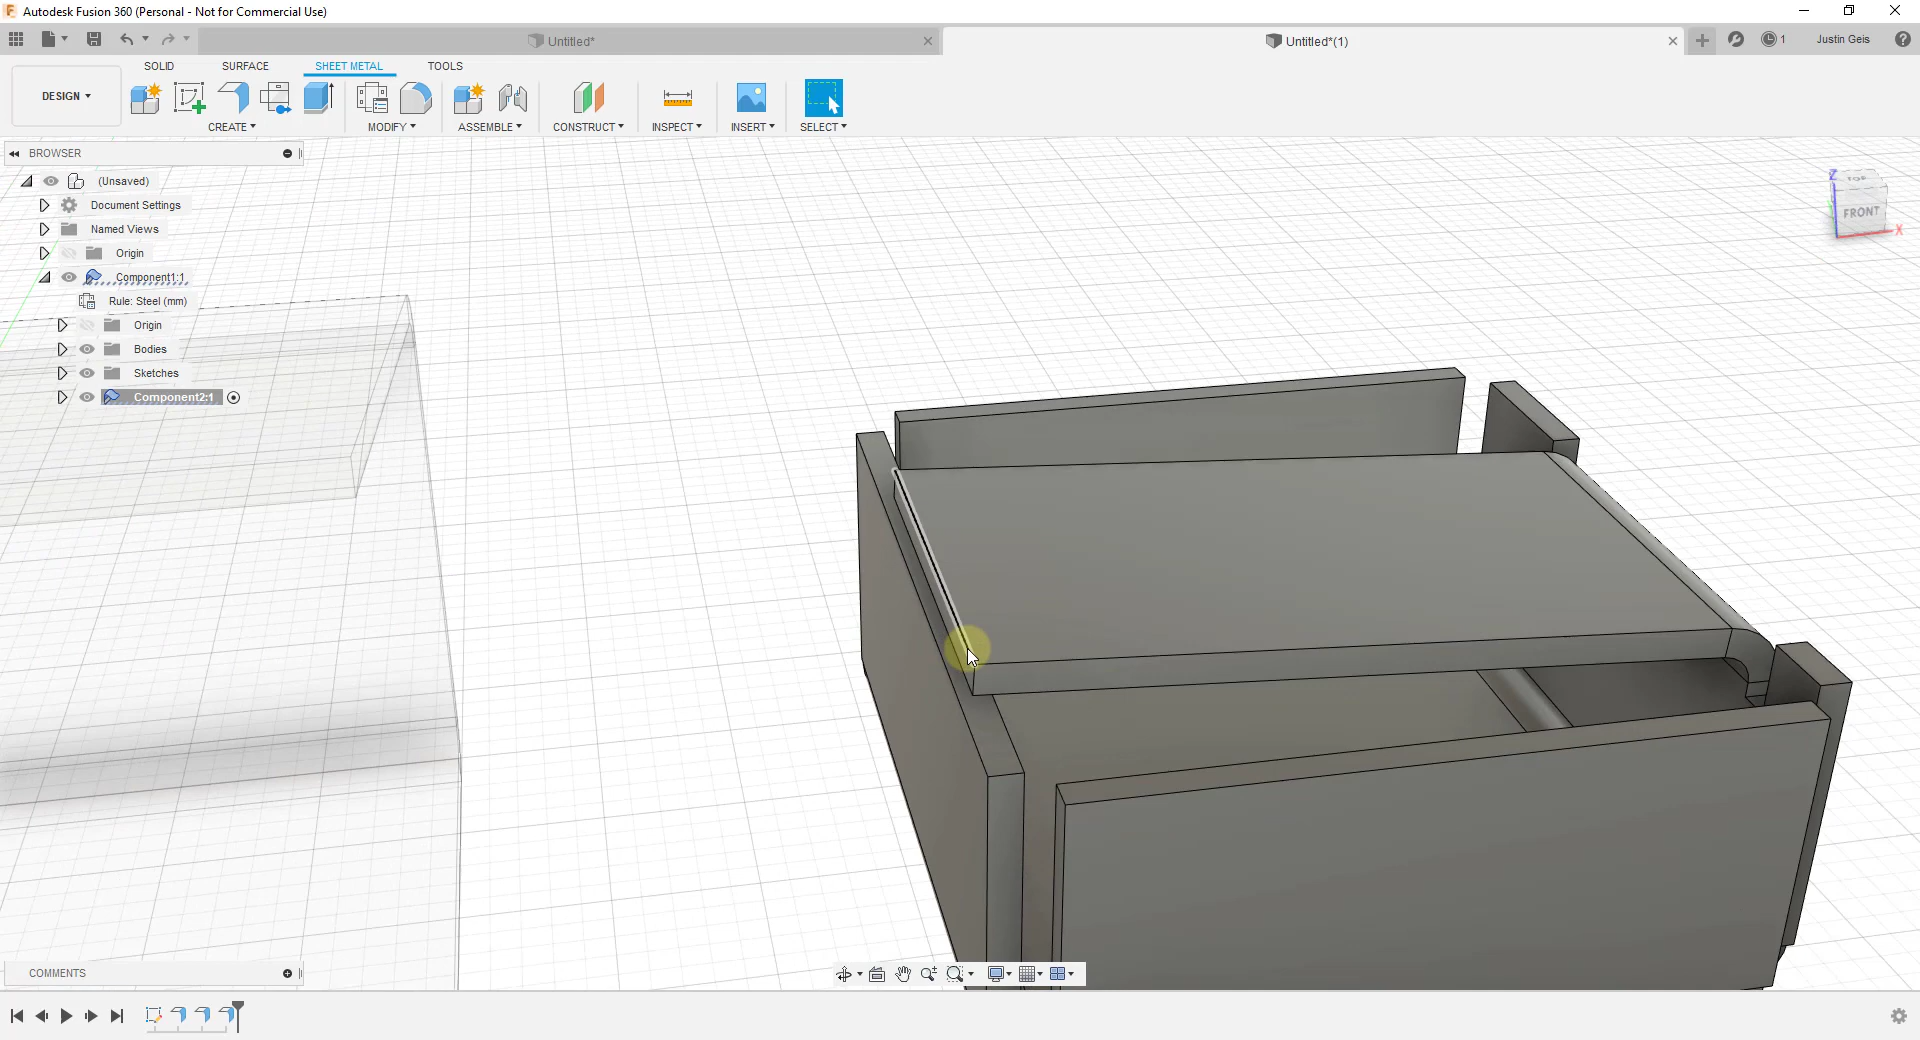 Autodesk Fusion 360 (Personal - Not for Commercial Use)
Untitled*
Untitled*(1)
1
Justin Geis
DESIGN
SOLID
SURFACE
SHEET METAL
TOOLS
CREATE
MODIFY
ASSEMBLE
CONSTRUCT
INSPECT
INSERT
SELECT
BROWSER
(Unsaved)
Document Settings
Named Views
Origin
Component1:1
Rule: Steel (mm)
Origin
Bodies
Sketches
Component2:1
Z
TOP
FRONT
X
COMMENTS